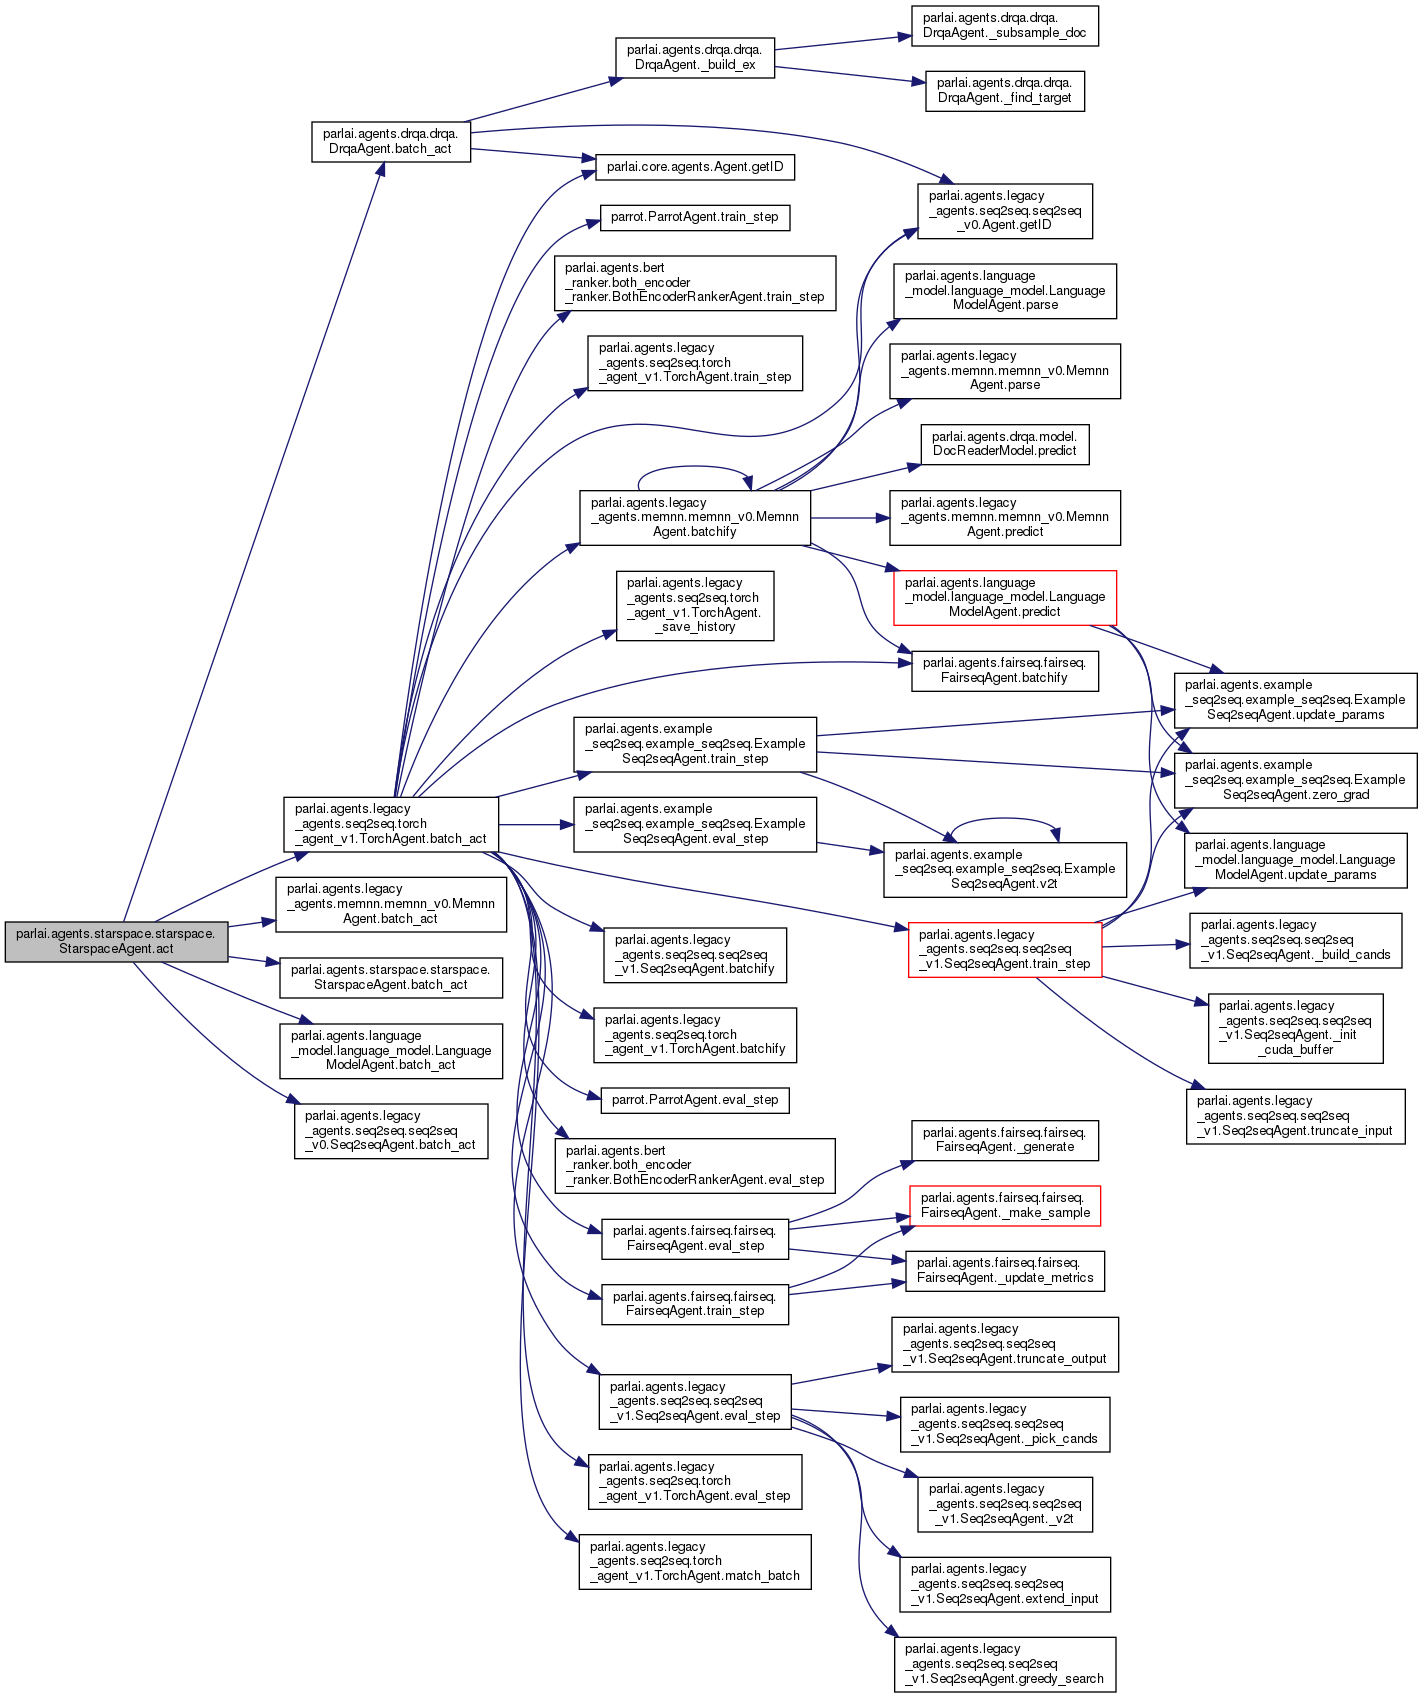 parlai.agents.starspace.starspace.
StarspaceAgent.act
parlai.agents.drqa.drqa.
DrqaAgent.batch_act
parlai.agents.legacy
_agents.seq2seq.torch
_agent_v1.TorchAgent.batch_act
parlai.agents.legacy
_agents.memnn.memnn_v0.Memnn
Agent.batch_act
parlai.agents.starspace.starspace.
StarspaceAgent.batch_act
parlai.agents.language
_model.language_model.Language
ModelAgent.batch_act
parlai.agents.legacy
_agents.seq2seq.seq2seq
_v0.Seq2seqAgent.batch_act
parlai.agents.drqa.drqa.
DrqaAgent._build_ex
parlai.core.agents.Agent.getID
parrot.ParrotAgent.train_step
parlai.agents.bert
_ranker.both_encoder
_ranker.BothEncoderRankerAgent.train_step
parlai.agents.legacy
_agents.seq2seq.torch
_agent_v1.TorchAgent.train_step
parlai.agents.legacy
_agents.memnn.memnn_v0.Memnn
Agent.batchify
parlai.agents.legacy
_agents.seq2seq.torch
_agent_v1.TorchAgent.
_save_history
parlai.agents.example
_seq2seq.example_seq2seq.Example
Seq2seqAgent.train_step
parlai.agents.example
_seq2seq.example_seq2seq.Example
Seq2seqAgent.eval_step
parlai.agents.legacy
_agents.seq2seq.seq2seq
_v1.Seq2seqAgent.batchify
parlai.agents.legacy
_agents.seq2seq.torch
_agent_v1.TorchAgent.batchify
parrot.ParrotAgent.eval_step
parlai.agents.bert
_ranker.both_encoder
_ranker.BothEncoderRankerAgent.eval_step
parlai.agents.fairseq.fairseq.
FairseqAgent.eval_step
parlai.agents.fairseq.fairseq.
FairseqAgent.train_step
parlai.agents.legacy
_agents.seq2seq.seq2seq
_v1.Seq2seqAgent.eval_step
parlai.agents.legacy
_agents.seq2seq.torch
_agent_v1.TorchAgent.eval_step
parlai.agents.legacy
_agents.seq2seq.torch
_agent_v1.TorchAgent.match_batch
parlai.agents.drqa.drqa.
DrqaAgent._subsample_doc
parlai.agents.drqa.drqa.
DrqaAgent._find_target
parlai.agents.legacy
_agents.seq2seq.seq2seq
_v0.Agent.getID
parlai.agents.language
_model.language_model.Language
ModelAgent.parse
parlai.agents.legacy
_agents.memnn.memnn_v0.Memnn
Agent.parse
parlai.agents.drqa.model.
DocReaderModel.predict
parlai.agents.legacy
_agents.memnn.memnn_v0.Memnn
Agent.predict
parlai.agents.language
_model.language_model.Language
ModelAgent.predict
parlai.agents.fairseq.fairseq.
FairseqAgent.batchify
parlai.agents.example
_seq2seq.example_seq2seq.Example
Seq2seqAgent.v2t
parlai.agents.legacy
_agents.seq2seq.seq2seq
_v1.Seq2seqAgent.train_step
parlai.agents.fairseq.fairseq.
FairseqAgent._generate
parlai.agents.fairseq.fairseq.
FairseqAgent._make_sample
parlai.agents.fairseq.fairseq.
FairseqAgent._update_metrics
parlai.agents.legacy
_agents.seq2seq.seq2seq
_v1.Seq2seqAgent.truncate_output
parlai.agents.legacy
_agents.seq2seq.seq2seq
_v1.Seq2seqAgent._pick_cands
parlai.agents.legacy
_agents.seq2seq.seq2seq
_v1.Seq2seqAgent._v2t
parlai.agents.legacy
_agents.seq2seq.seq2seq
_v1.Seq2seqAgent.extend_input
parlai.agents.legacy
_agents.seq2seq.seq2seq
_v1.Seq2seqAgent.greedy_search
parlai.agents.example
_seq2seq.example_seq2seq.Example
Seq2seqAgent.update_params
parlai.agents.example
_seq2seq.example_seq2seq.Example
Seq2seqAgent.zero_grad
parlai.agents.language
_model.language_model.Language
ModelAgent.update_params
parlai.agents.legacy
_agents.seq2seq.seq2seq
_v1.Seq2seqAgent._build_cands
parlai.agents.legacy
_agents.seq2seq.seq2seq
_v1.Seq2seqAgent._init
_cuda_buffer
parlai.agents.legacy
_agents.seq2seq.seq2seq
_v1.Seq2seqAgent.truncate_input